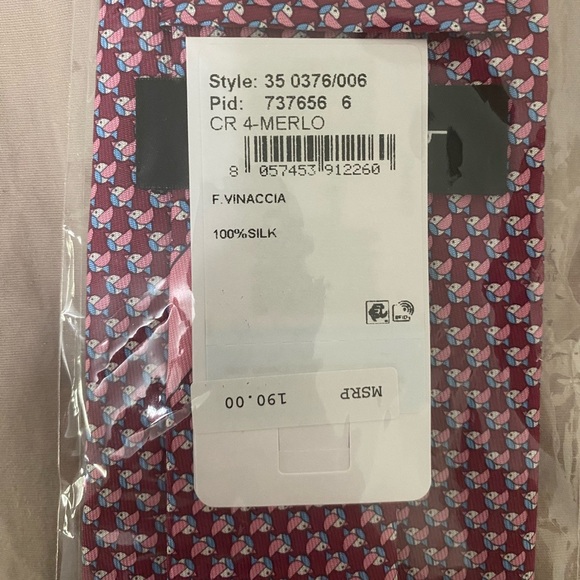 Style: 35 0376/006
Pid: 737656 6
CR 4-MERLO
8 057453 912260
F.VINACCIA
100%SILK
MSRP 190.00